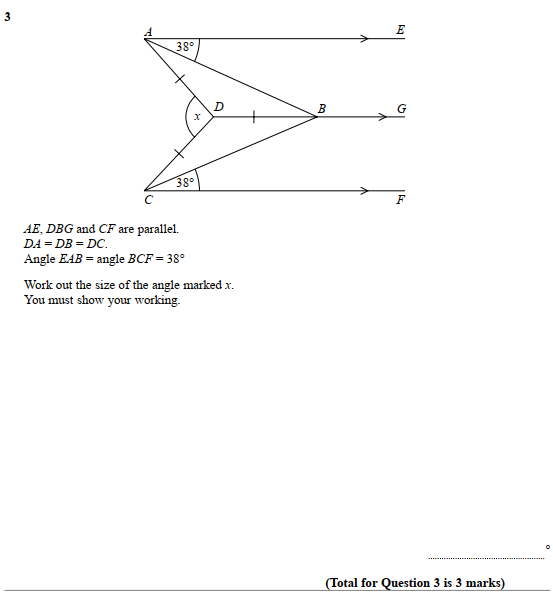 3
A
E
38°
D
B
G
x
38°
C
F
AE, DBG and CF are parallel.
DA = DB = DC.
Angle EAB = angle BCF = 38°
Work out the size of the angle marked x.
You must show your working.
°
(Total for Question 3 is 3 marks)